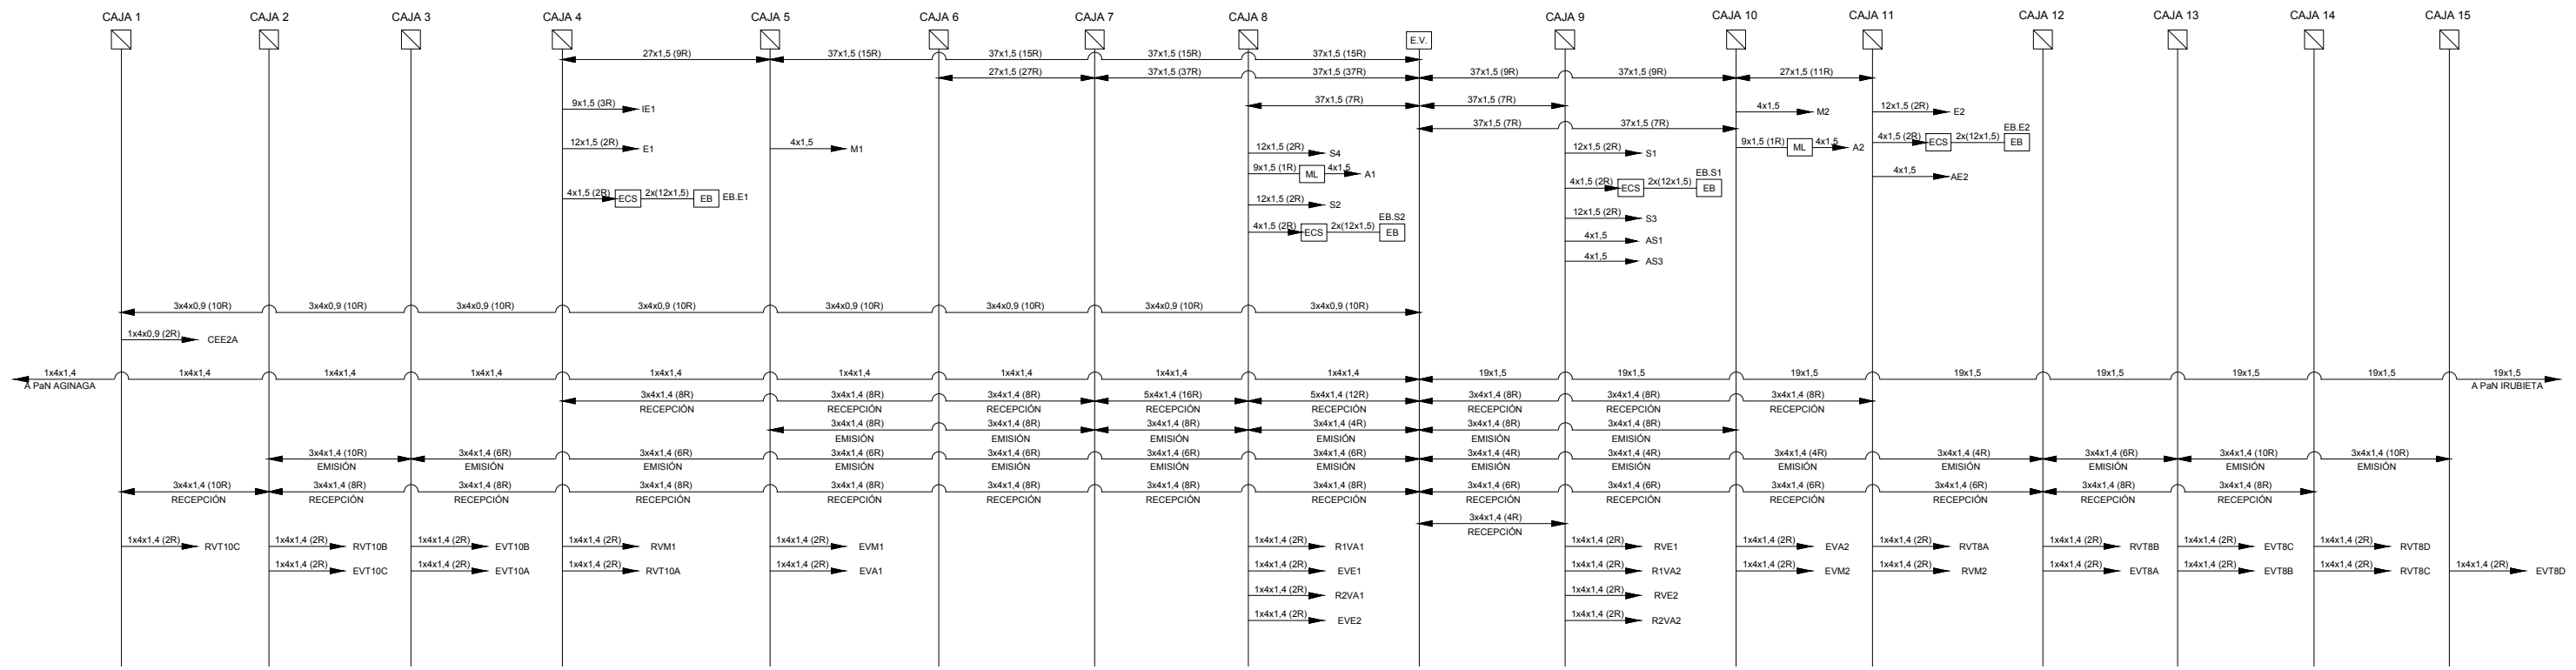 CAJA 1 CAJA 2 CAJA 3 CAJA 4 CAJA 5 CAJA 6 CAJA 7 CAJA 8 CAJA 9 CAJA 10 CAJA 11 CAJA 12 CAJA 13 CAJA 14 CAJA 15
E.V.
27x1,5 (9R) 37x1,5 (15R) 37x1,5 (15R) 37x1,5 (15R) 37x1,5 (15R)
27x1,5 (27R) 37x1,5 (37R) 37x1,5 (37R) 37x1,5 (9R) 37x1,5 (9R) 27x1,5 (11R)
9x1,5 (3R) IE1 37x1,5 (7R) 37x1,5 (7R) 4x1,5 M2 12x1,5 (2R) E2
37x1,5 (7R) 37x1,5 (7R)
EB.E2
4x1,5 (2R) ECS 2x(12x1,5) EB
12x1,5 (2R) E1 4x1,5 M1 9x1,5 (1R) ML 4x1,5 A2
12x1,5 (2R) S4 12x1,5 (2R) S1
9x1,5 (1R) ML 4x1,5 A1 EB.S1 4x1,5 AE2
4x1,5 (2R) ECS 2x(12x1,5) EB
4x1,5 (2R) ECS 2x(12x1,5) EB EB.E1
12x1,5 (2R) S2
EB.S2 12x1,5 (2R) S3
4x1,5 (2R) ECS 2x(12x1,5) EB
4x1,5 AS1
4x1,5 AS3
3x4x0,9 (10R) 3x4x0,9 (10R) 3x4x0,9 (10R) 3x4x0,9 (10R) 3x4x0,9 (10R) 3x4x0,9 (10R) 3x4x0,9 (10R) 3x4x0,9 (10R)
1x4x0,9 (2R) CEE2A
1x4x1,4 1x4x1,4 1x4x1,4 1x4x1,4 1x4x1,4 1x4x1,4 1x4x1,4 1x4x1,4 1x4x1,4 19x1,5 19x1,5 19x1,5 19x1,5 19x1,5 19x1,5 19x1,5 19x1,5
A PaN AGINAGA A PaN IRUBIETA
3x4x1,4 (8R) 3x4x1,4 (8R) 3x4x1,4 (8R) 5x4x1,4 (16R) 5x4x1,4 (12R) 3x4x1,4 (8R) 3x4x1,4 (8R) 3x4x1,4 (8R)
RECEPCIÓN RECEPCIÓN RECEPCIÓN RECEPCIÓN RECEPCIÓN RECEPCIÓN RECEPCIÓN RECEPCIÓN
3x4x1,4 (8R) 3x4x1,4 (8R) 3x4x1,4 (8R) 3x4x1,4 (4R) 3x4x1,4 (8R) 3x4x1,4 (8R)
EMISIÓN EMISIÓN EMISIÓN EMISIÓN EMISIÓN EMISIÓN
3x4x1,4 (10R) 3x4x1,4 (6R) 3x4x1,4 (6R) 3x4x1,4 (6R) 3x4x1,4 (6R) 3x4x1,4 (6R) 3x4x1,4 (6R) 3x4x1,4 (4R) 3x4x1,4 (4R) 3x4x1,4 (4R) 3x4x1,4 (4R) 3x4x1,4 (6R) 3x4x1,4 (10R) 3x4x1,4 (10R)
EMISIÓN EMISIÓN EMISIÓN EMISIÓN EMISIÓN EMISIÓN EMISIÓN EMISIÓN EMISIÓN EMISIÓN EMISIÓN EMISIÓN EMISIÓN EMISIÓN
3x4x1,4 (10R) 3x4x1,4 (8R) 3x4x1,4 (8R) 3x4x1,4 (8R) 3x4x1,4 (8R) 3x4x1,4 (8R) 3x4x1,4 (8R) 3x4x1,4 (8R) 3x4x1,4 (6R) 3x4x1,4 (6R) 3x4x1,4 (6R) 3x4x1,4 (6R) 3x4x1,4 (8R) 3x4x1,4 (8R)
RECEPCIÓN RECEPCIÓN RECEPCIÓN RECEPCIÓN RECEPCIÓN RECEPCIÓN RECEPCIÓN RECEPCIÓN RECEPCIÓN RECEPCIÓN RECEPCIÓN RECEPCIÓN RECEPCIÓN RECEPCIÓN
3x4x1,4 (4R)
RECEPCIÓN
1x4x1,4 (2R) RVT10C 1x4x1,4 (2R) RVT10B 1x4x1,4 (2R) EVT10B 1x4x1,4 (2R) RVM1 1x4x1,4 (2R) EVM1 1x4x1,4 (2R) R1VA1 1x4x1,4 (2R) RVE1 1x4x1,4 (2R) EVA2 1x4x1,4 (2R) RVT8A 1x4x1,4 (2R) RVT8B 1x4x1,4 (2R) EVT8C 1x4x1,4 (2R) RVT8D
1x4x1,4 (2R) EVT10C 1x4x1,4 (2R) EVT10A 1x4x1,4 (2R) RVT10A 1x4x1,4 (2R) EVA1 1x4x1,4 (2R) EVE1 1x4x1,4 (2R) R1VA2 1x4x1,4 (2R) EVM2 1x4x1,4 (2R) RVM2 1x4x1,4 (2R) EVT8A 1x4x1,4 (2R) EVT8B 1x4x1,4 (2R) RVT8C 1x4x1,4 (2R) EVT8D
1x4x1,4 (2R) R2VA1 1x4x1,4 (2R) RVE2
1x4x1,4 (2R) EVE2 1x4x1,4 (2R) R2VA2